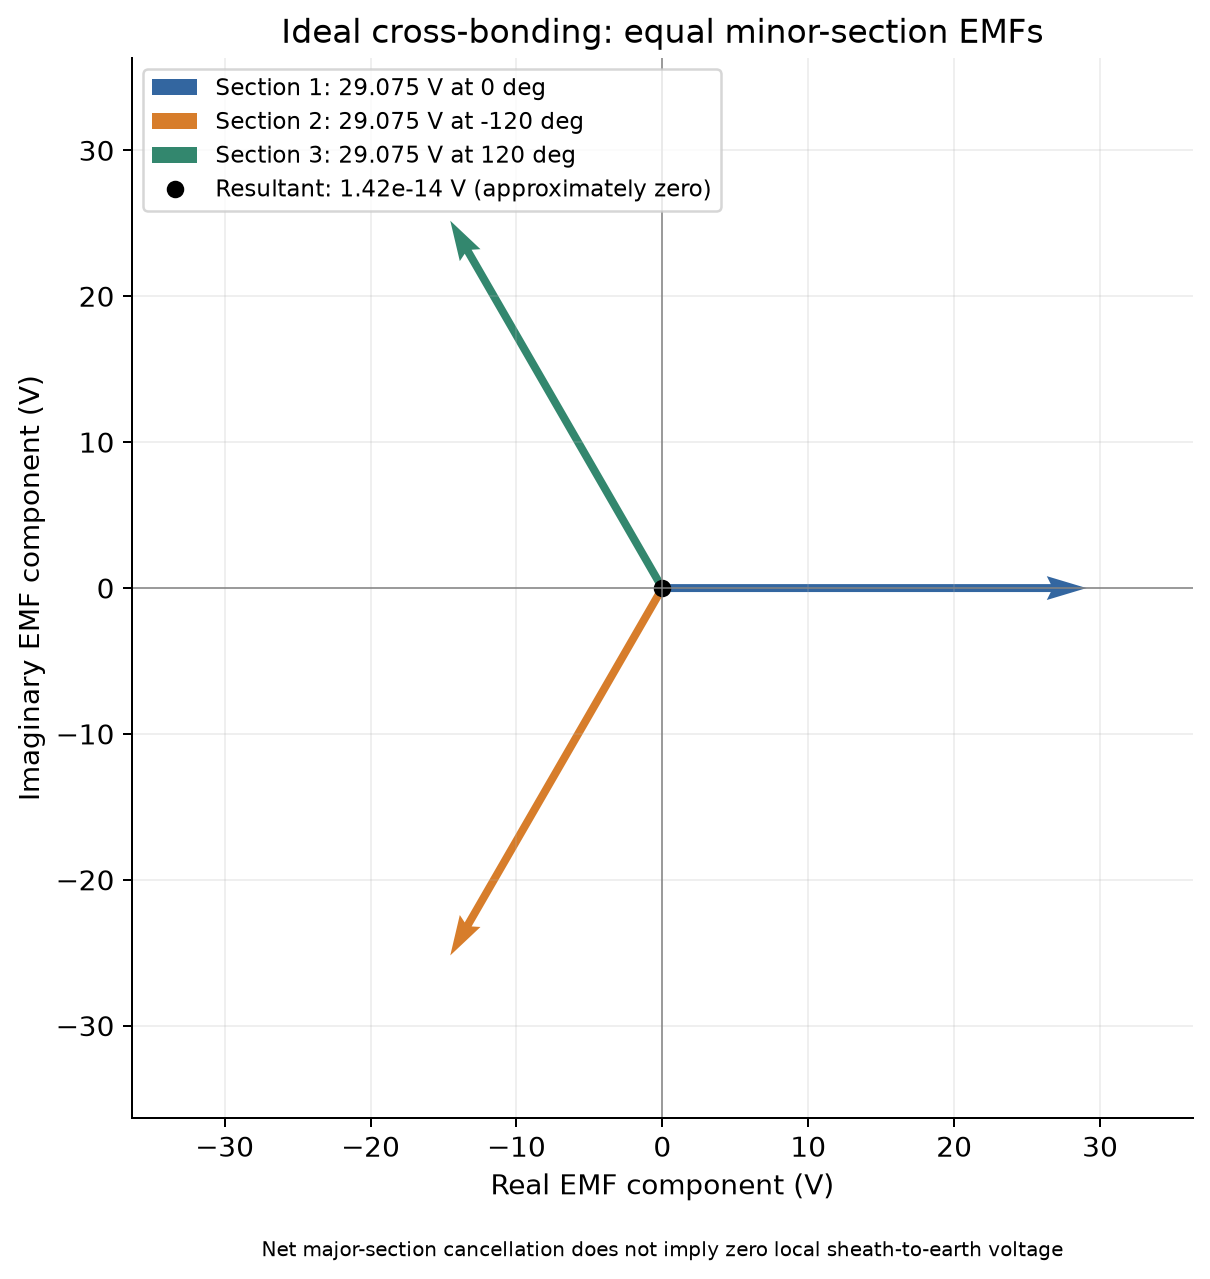 Ideal cross-bonding: equal minor-section EMFs
Section 1: 29.075 V at 0 deg
Section 2: 29.075 V at -120 deg
Section 3: 29.075 V at 120 deg
Resultant: 1.42e-14 V (approximately zero)
Imaginary EMF component (V)
30
20
10
0
−10
−20
−30
−30
−20
−10
0
10
20
30
Real EMF component (V)
Net major-section cancellation does not imply zero local sheath-to-earth voltage